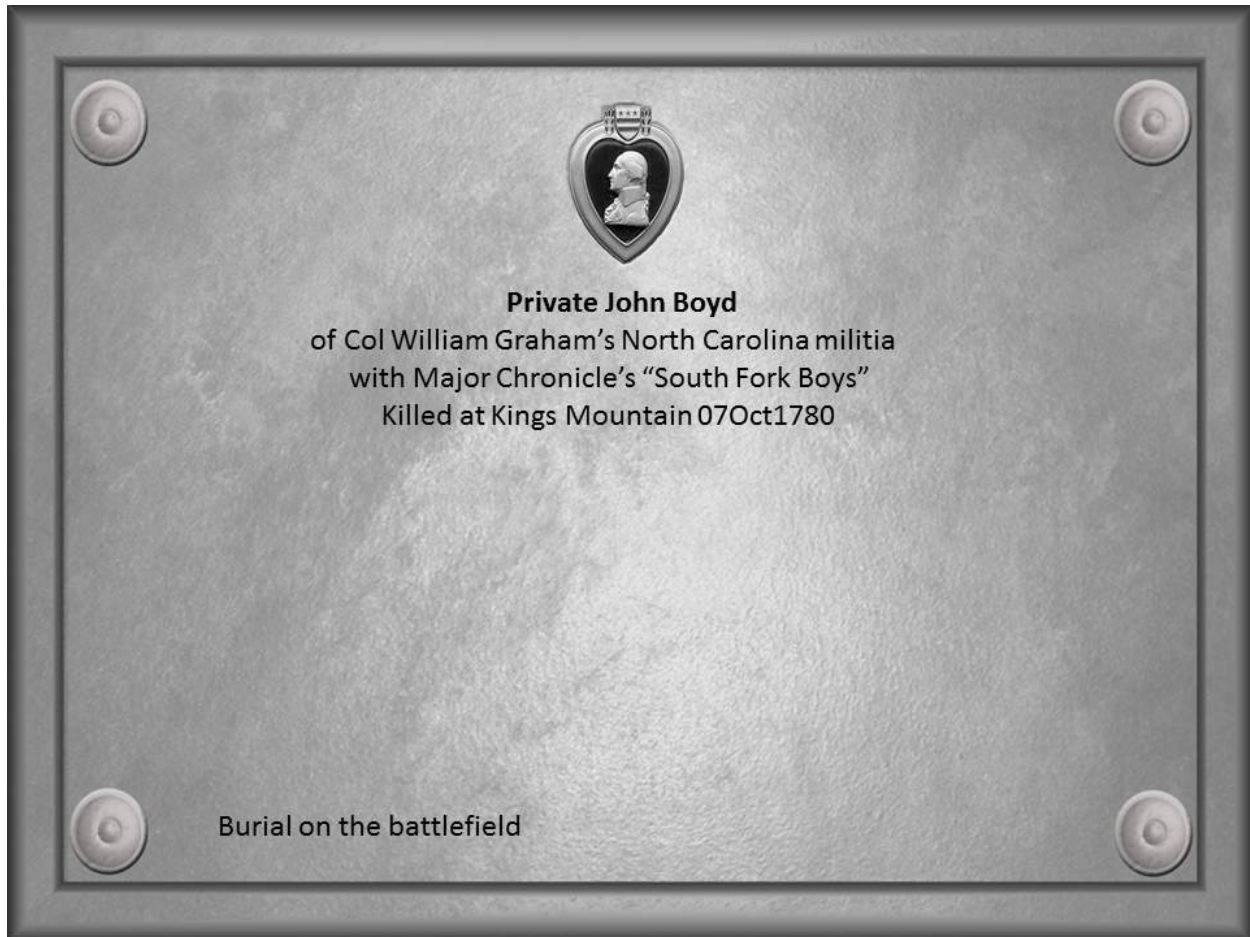 Private John Boyd
of Col William Graham’s North Carolina militia
with Major Chronicle’s “South Fork Boys”
Killed at Kings Mountain 07Oct1780
Burial on the battlefield